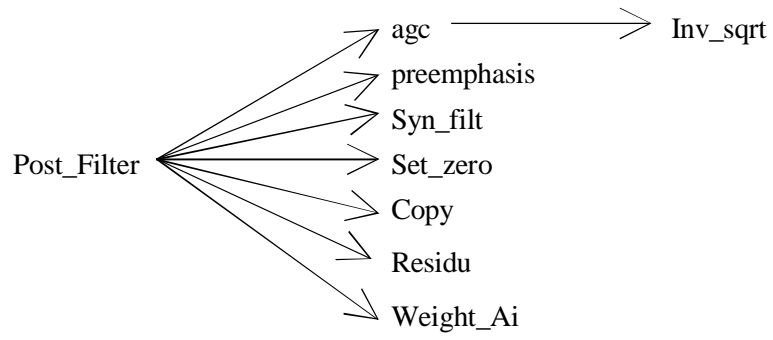 agc Inv_sqrt
preemphasis
Syn_filt
Post_Filter Set_zero
Copy
Residu
Weight_Ai